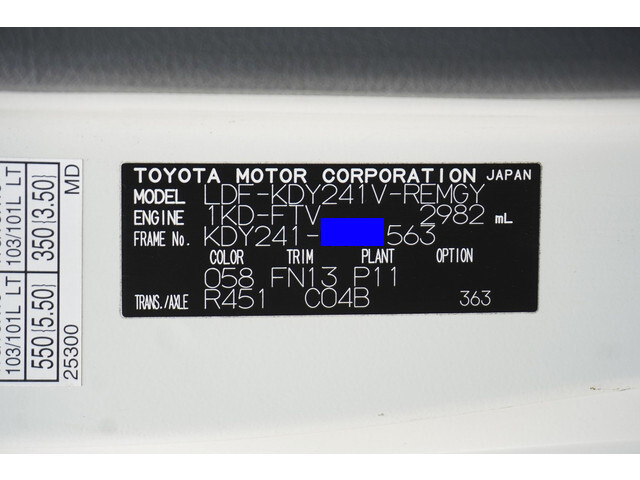 TOYOTA MOTOR CORPORATION JAPAN
MODEL LDF-KDY241V-REMGY
ENGINE 1KD-FTV 2982 mL
FRAME No. KDY241- 563
COLOR TRIM PLANT OPTION
058 FN13 P11
TRANS./AXLE R451 C04B 363
103/101L LT 103/101L LT
550{5.50} 350{3.50}
25300 MD